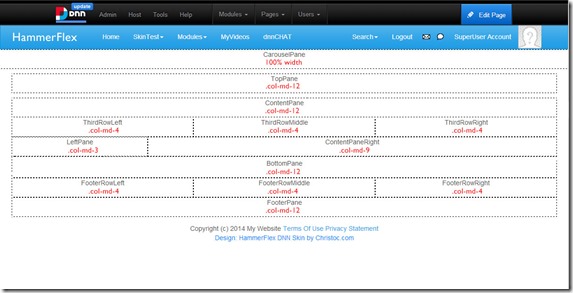 update
DNN Admin Host Tools Help Modules Pages Users Edit Page
HammerFlex Home SkinTest Modules MyVideos dnnCHAT Search Logout SuperUser Account
CarouselPane
100% width
TopPane
.col-md-12
ContentPane
.col-md-12
ThirdRowLeft ThirdRowMiddle ThirdRowRight
.col-md-4 .col-md-4 .col-md-4
LeftPane ContentPaneRight
.col-md-3 .col-md-9
BottomPane
.col-md-12
FooterRowLeft FooterRowMiddle FooterRowRight
.col-md-4 .col-md-4 .col-md-4
FooterPane
.col-md-12
Copyright (c) 2014 My Website Terms Of Use Privacy Statement
Design: HammerFlex DNN Skin by Christoc.com